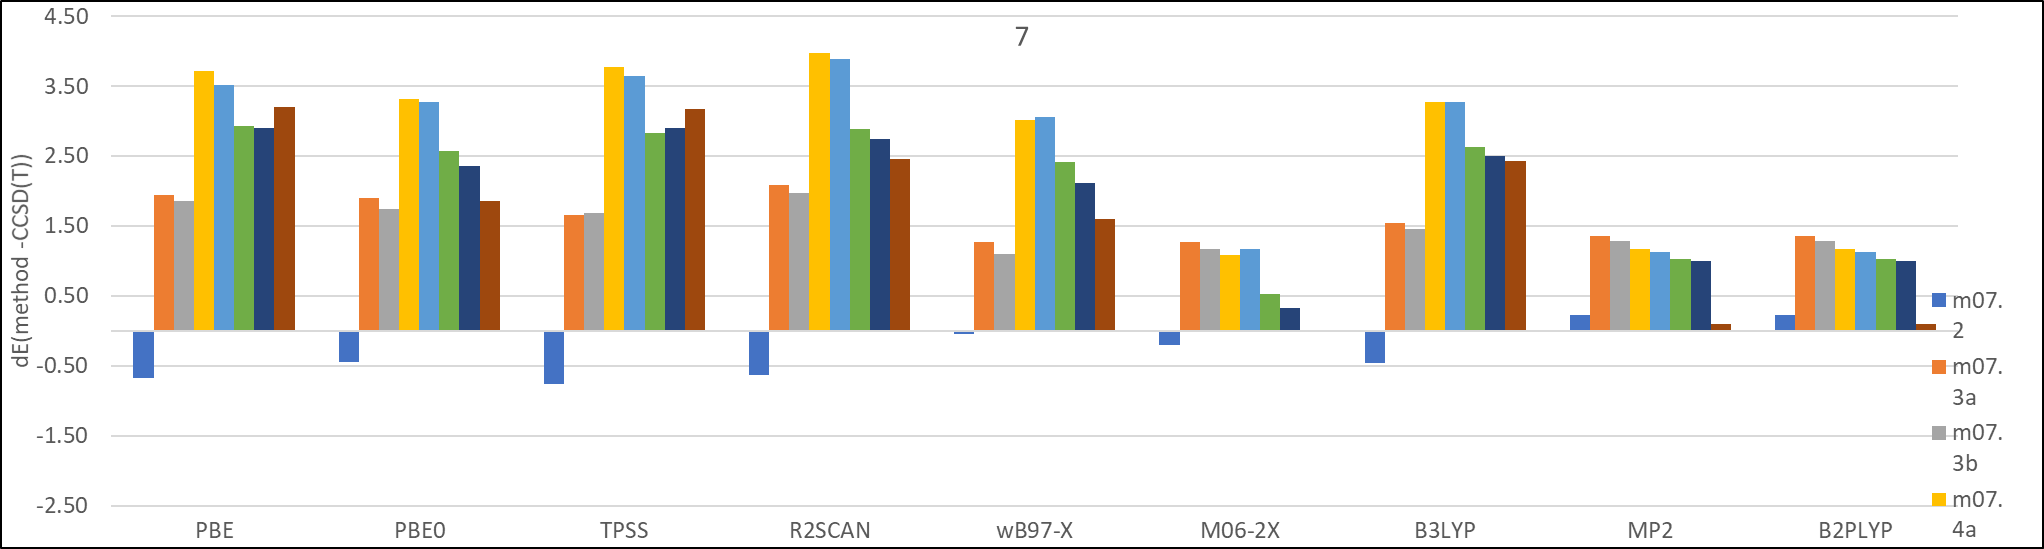 7
dE(method -CCSD(T))
4.50
3.50
2.50
1.50
0.50
-0.50
-1.50
-2.50
PBE
PBE0
TPSS
R2SCAN
wB97-X
M06-2X
B3LYP
MP2
B2PLYP
m07.
2
m07.
3a
m07.
3b
m07.
4a